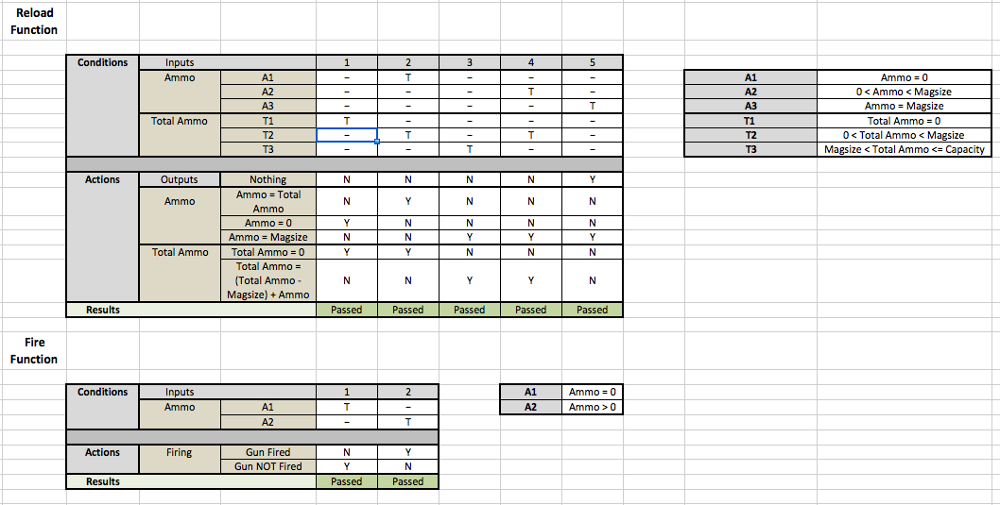 Reload
Function
Conditions Inputs 1 2 3 4 5
Ammo A1 – T – – –
A2 – – – T –
A3 – – – – T
Total Ammo T1 T – – – –
T2 – T – T –
T3 – – T – –
A1 Ammo = 0
A2 0 < Ammo < Magsize
A3 Ammo = Magsize
T1 Total Ammo = 0
T2 0 < Total Ammo < Magsize
T3 Magsize < Total Ammo <= Capacity
Actions Outputs Nothing N N N N Y
Ammo Ammo = Total
Ammo N Y N N N
Ammo = 0 Y N N N N
Ammo = Magsize N N Y Y Y
Total Ammo Total Ammo = 0 Y Y N N N
Total Ammo =
(Total Ammo - N N Y Y N
Magsize) + Ammo
Results Passed Passed Passed Passed Passed
Fire
Function
Conditions Inputs 1 2
Ammo A1 T –
A2 – T
A1 Ammo = 0
A2 Ammo > 0
Actions Firing Gun Fired N Y
Gun NOT Fired Y N
Results Passed Passed